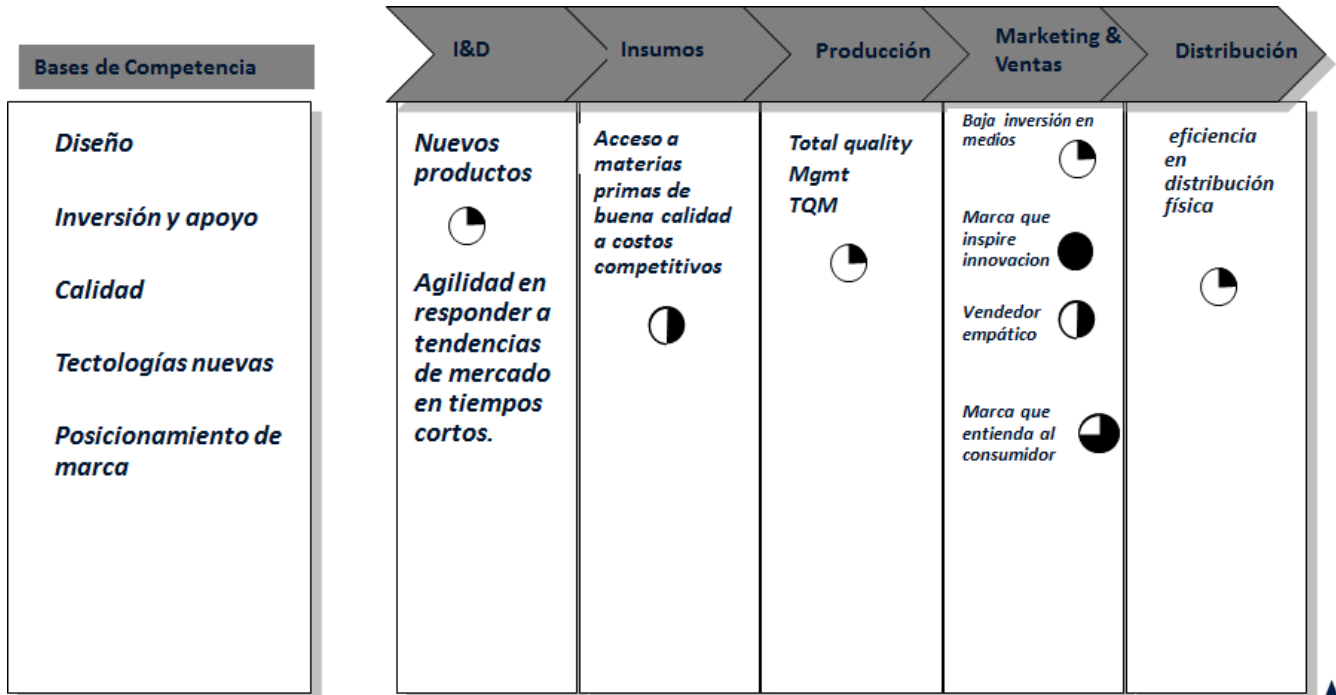 Bases de Competencia
Diseño
Inversión y apoyo
Calidad
Tectologías nuevas
Posicionamiento de
marca
I&D
Nuevos
productos
Agilidad en
responder a
tendencias
de mercado
en tiempos
cortos.
Insumos
Acceso a
materias
primas de
buena calidad
a costos
competitivos
Producción
Total quality
Mgmt
TQM
Marketing &
Ventas
Baja inversión en
medios
Marca que
inspire
innovacion
Vendedor
empático
Marca que
entienda al
consumidor
Distribución
eficiencia
en
distribución
física